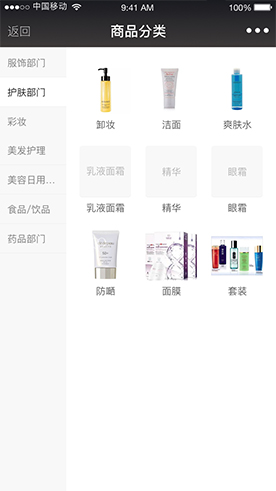 中国移动 9:41 AM 100%
返回 商品分类
服饰部门
护肤部门
彩妆
美发护理
美容日用...
食品/饮品
药品部门
卸妆 洁面 爽肤水
乳液面霜 精华 眼霜
乳液面霜 精华 眼霜
防嗮 面膜 套装